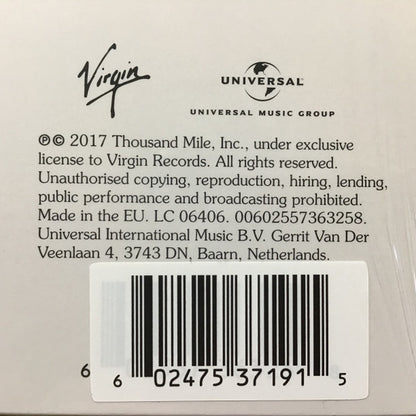 Virgin
UNIVERSAL
UNIVERSAL MUSIC GROUP
℗© 2017 Thousand Mile, Inc., under exclusive
license to Virgin Records. All rights reserved.
Unauthorised copying, reproduction, hiring, lending,
public performance and broadcasting prohibited.
Made in the EU. LC 06406. 00602557363258.
Universal International Music B.V. Gerrit Van Der
Veenlaan 4, 3743 DN, Baarn, Netherlands.
6
6 02475 37191 5